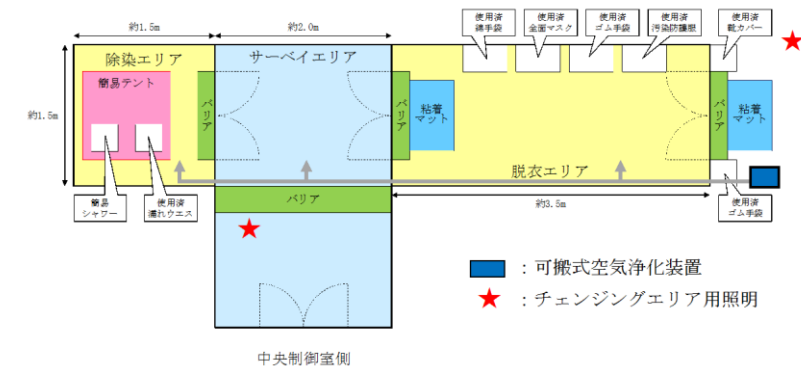 約1.5m
約2.0m
使用済
綿手袋
使用済
全面マスク
使用済
ゴム手袋
使用済
汚染防護服
使用済
靴カバー
除染エリア
サーベイエリア
簡易テント
バリア
バリア
粘着
マット
バリア
粘着
マット
約1.5m
脱衣エリア
簡易
シャワー
使用済
濡れウエス
バリア
約3.5m
使用済
ゴム手袋
：可搬式空気浄化装置
：チェンジングエリア用照明
中央制御室側